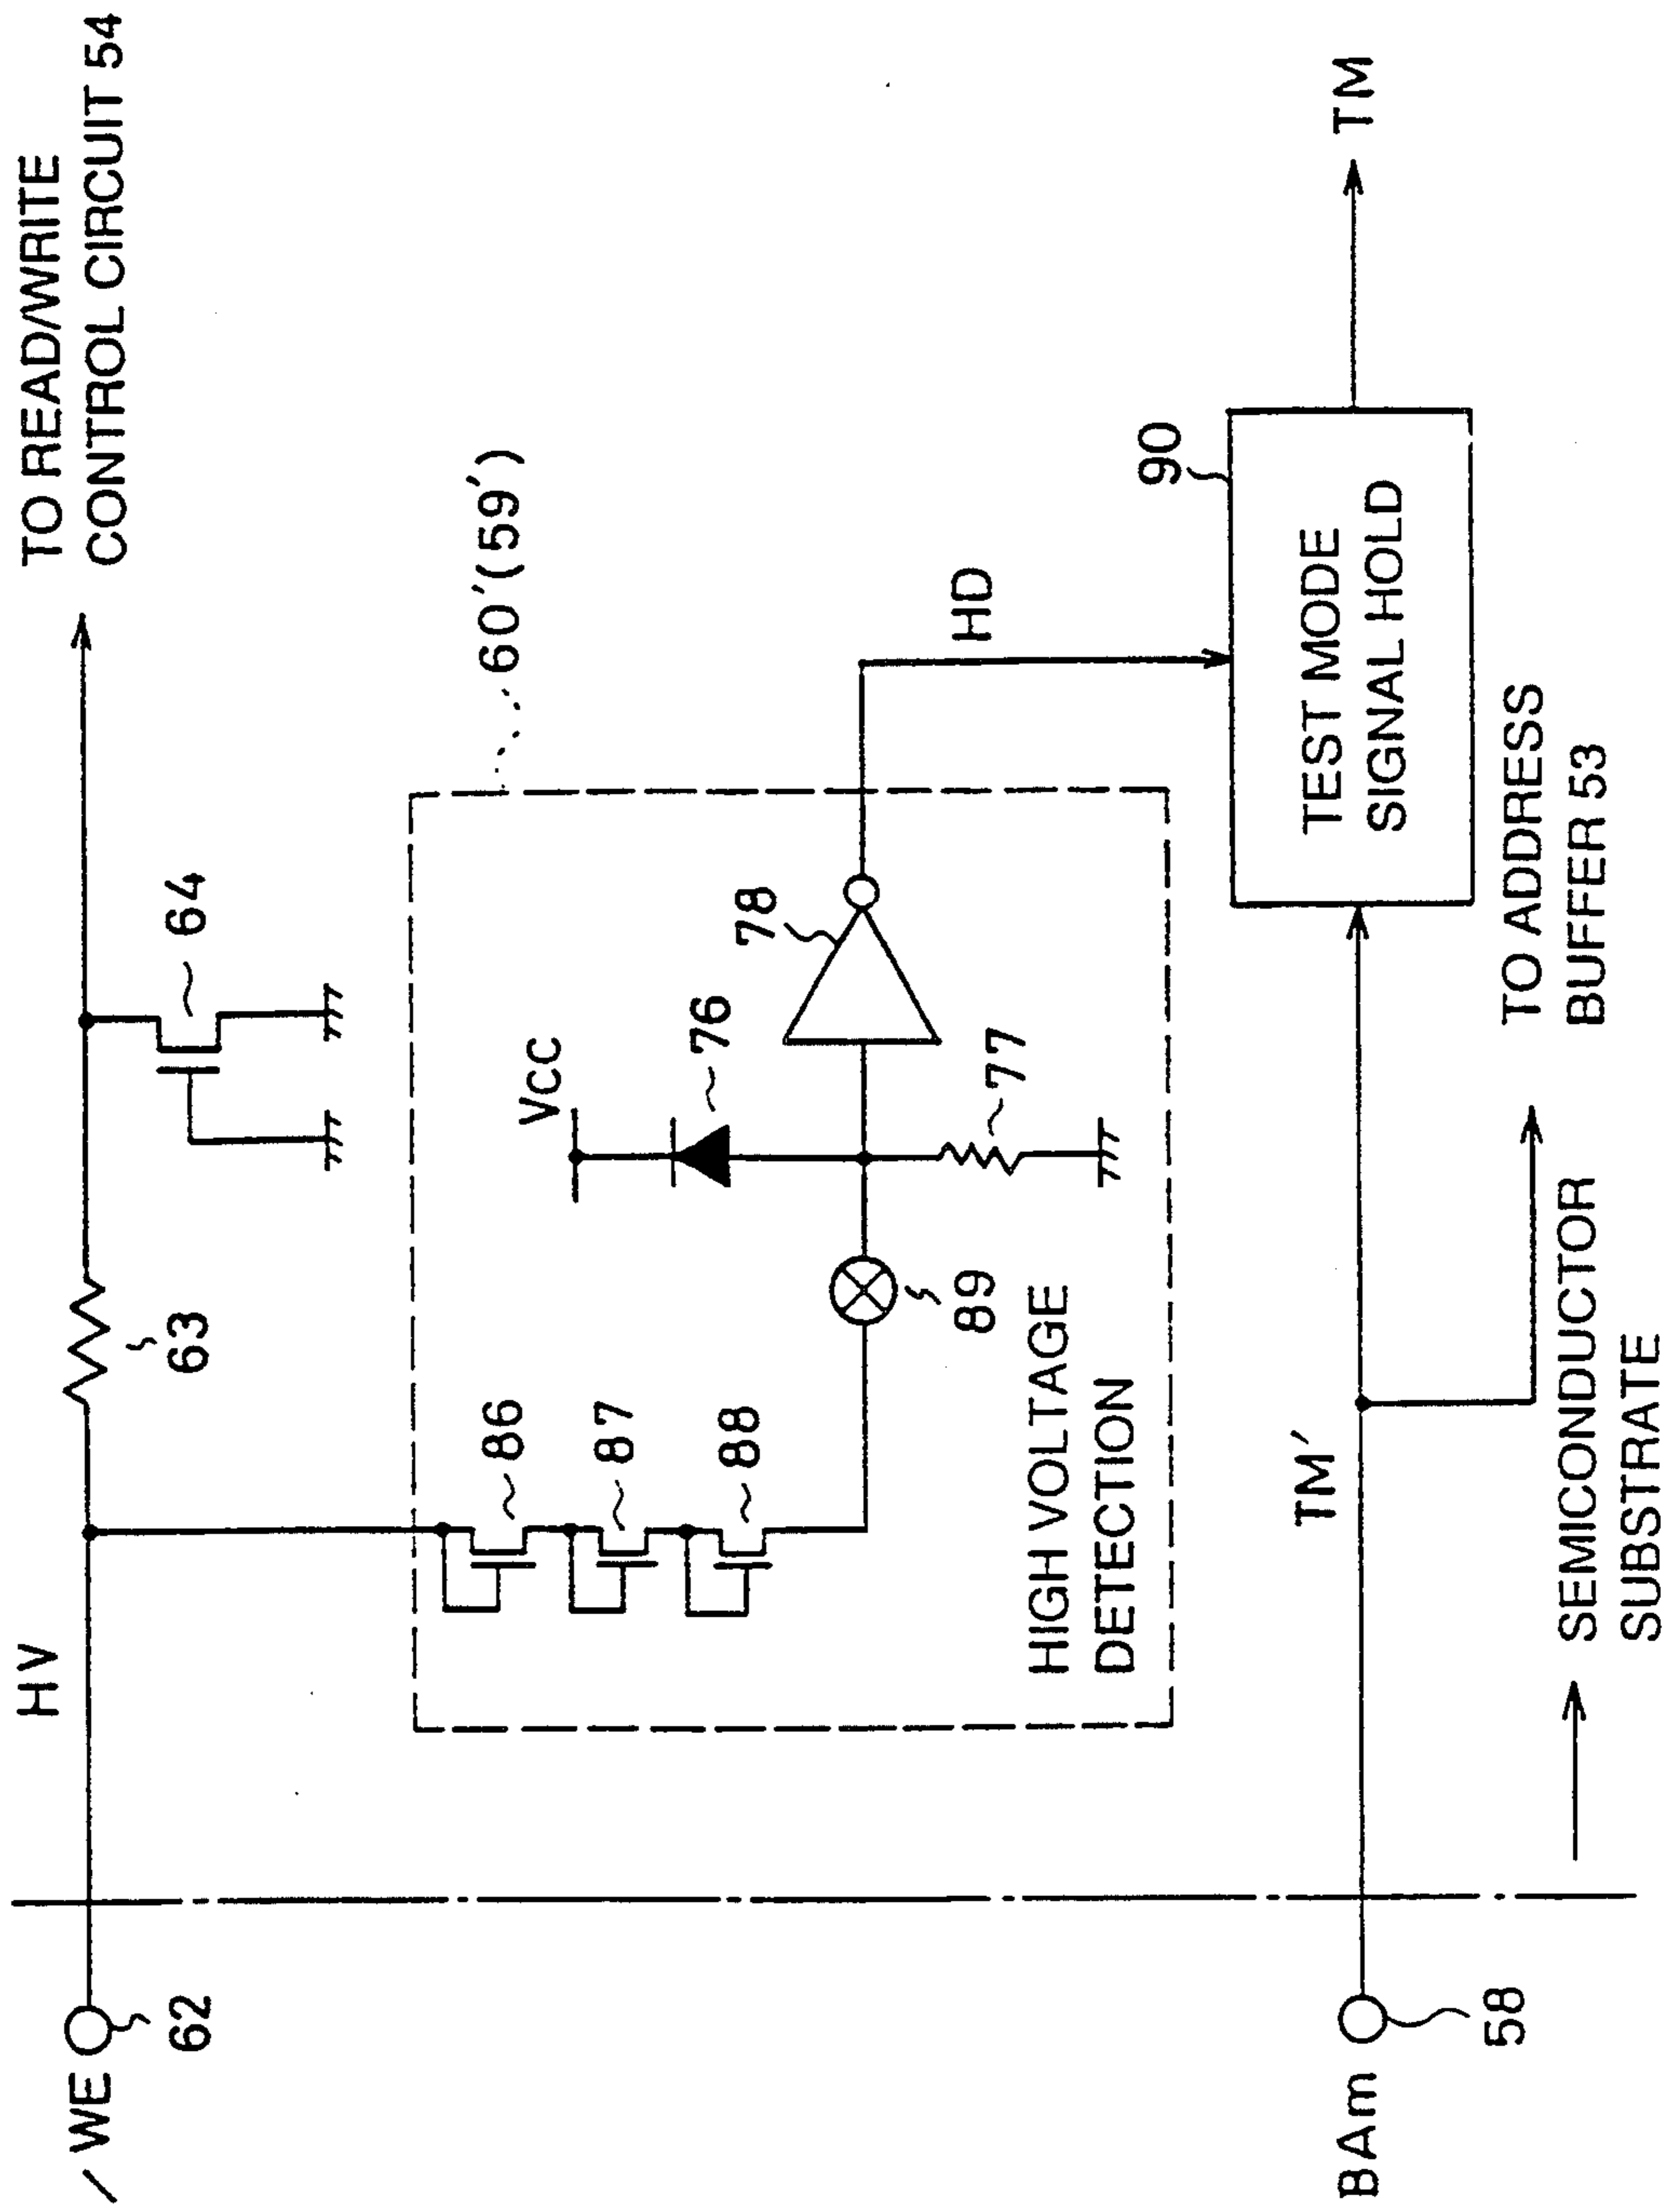 TO READ/WRITE
CONTROL CIRCUIT 54
HV
/WE
62
63
64
60'(59')
86
87
88
VCC
76
78
77
89
HIGH VOLTAGE
DETECTION
HD
90
TEST MODE
SIGNAL HOLD
TM
TM'
BAm
58
TO ADDRESS
BUFFER 53
SEMICONDUCTOR
SUBSTRATE